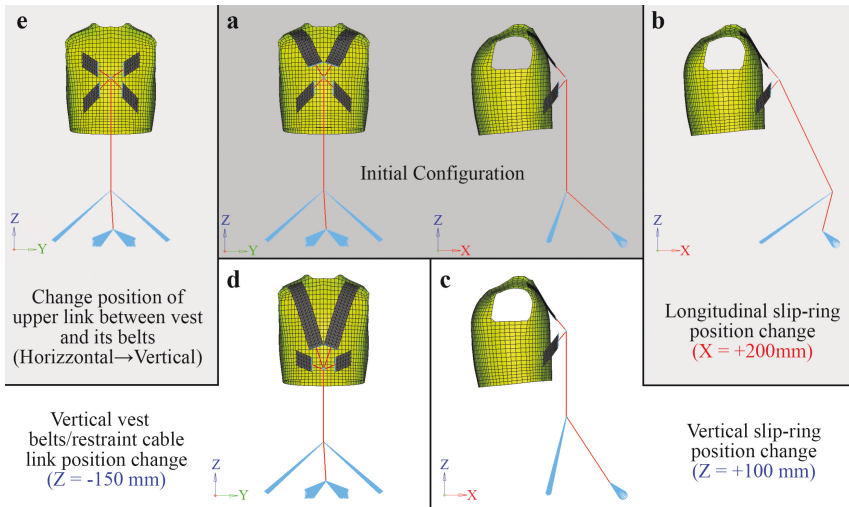 e
a
b
Initial Configuration
Z
Y
Z
Y
Z
X
Z
X
Change position of
upper link between vest
and its belts
(Horizzontal→Vertical)
d
c
Longitudinal slip-ring
position change
(X = +200mm)
Vertical vest
belts/restraint cable
link position change
(Z = -150 mm)
Z
Y
Z
X
Vertical slip-ring
position change
(Z = +100 mm)